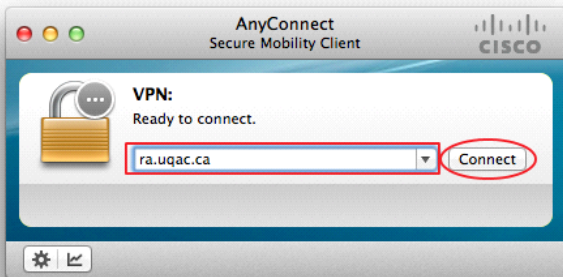 AnyConnect
Secure Mobility Client
CISCO
VPN:
Ready to connect.
ra.uqac.ca
Connect